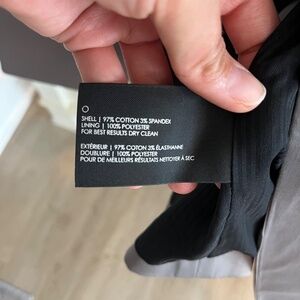 SHELL | 97% COTTON 3% SPANDEX
LINING | 100% POLYESTER
FOR BEST RESULTS DRY CLEAN
EXTÉRIEUR | 97% COTON 3% ÉLASTHANNE
DOUBLURE | 100% POLYESTER
POUR DE MEILLEURS RÉSULTATS NETTOYER À SEC